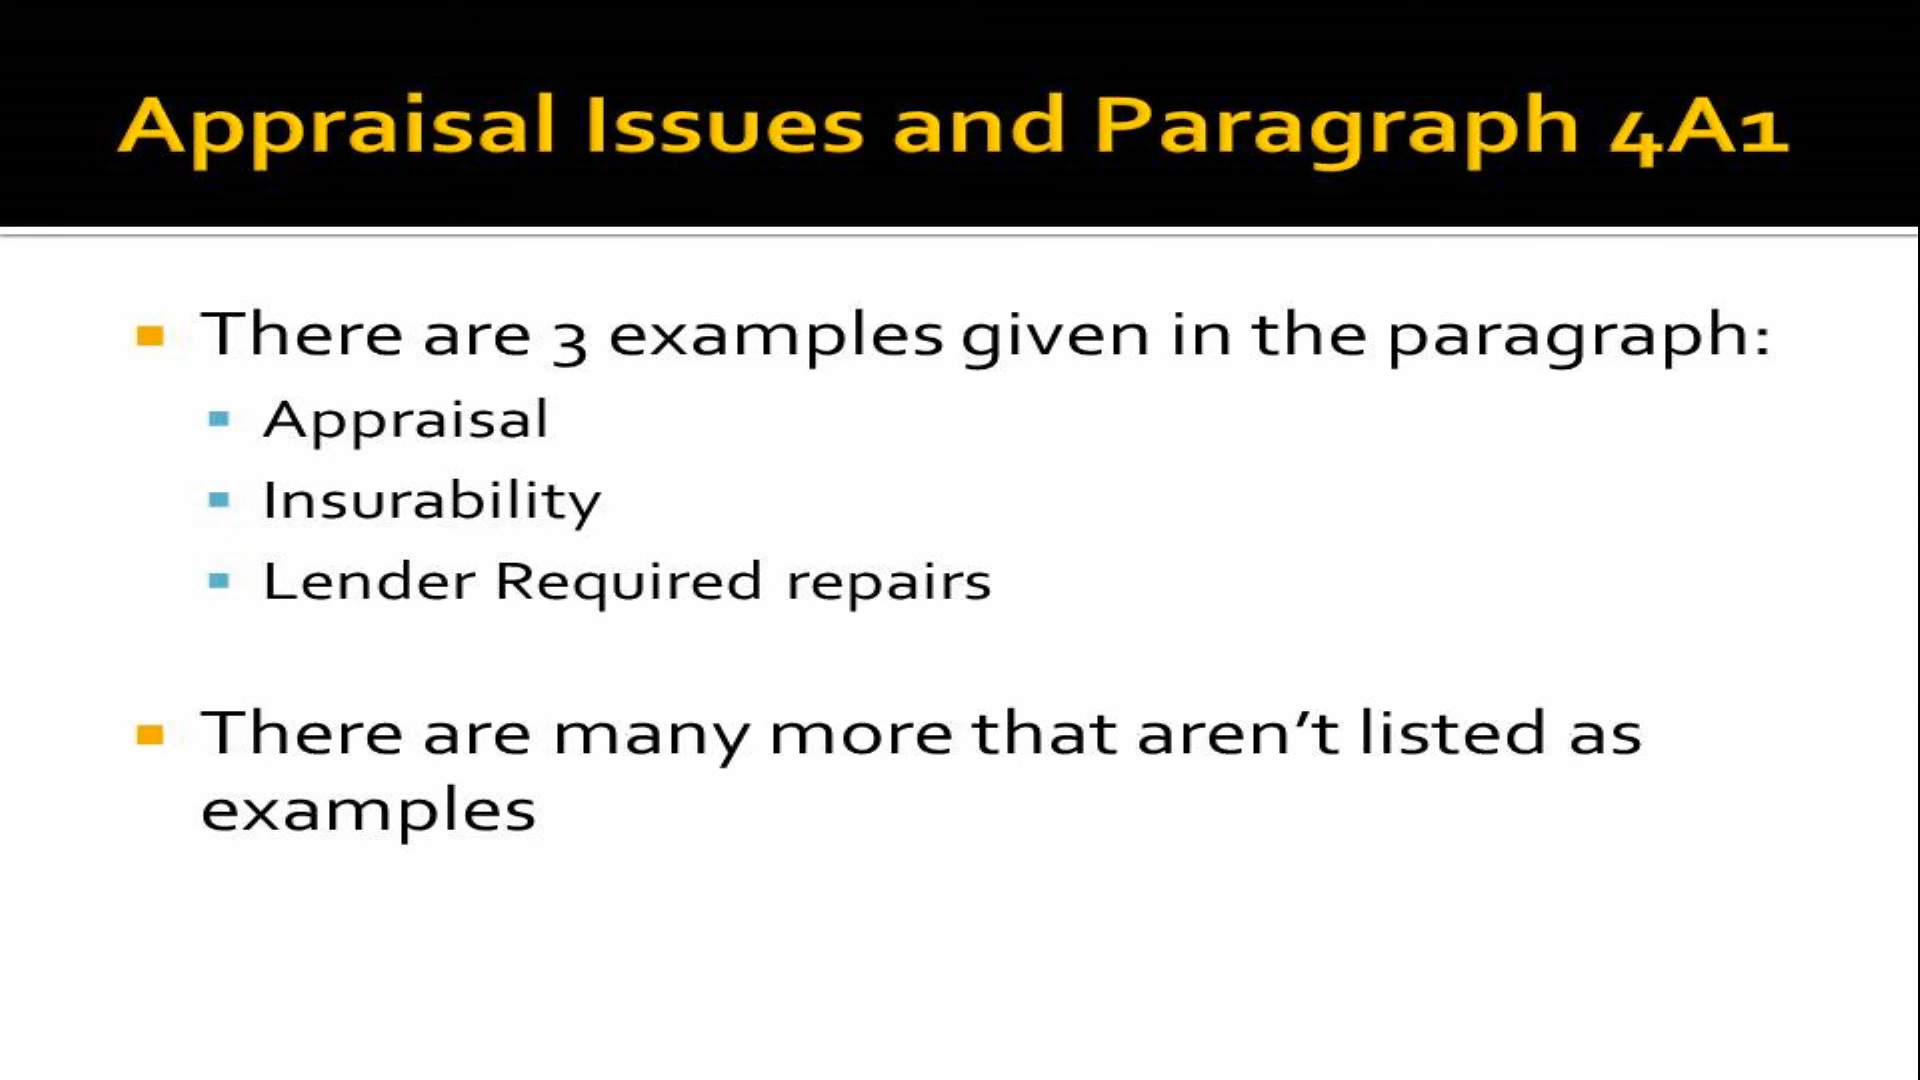 Appraisal Issues and Paragraph 4A1
There are 3 examples given in the paragraph:
Appraisal
Insurability
Lender Required repairs
There are many more that aren’t listed as
examples